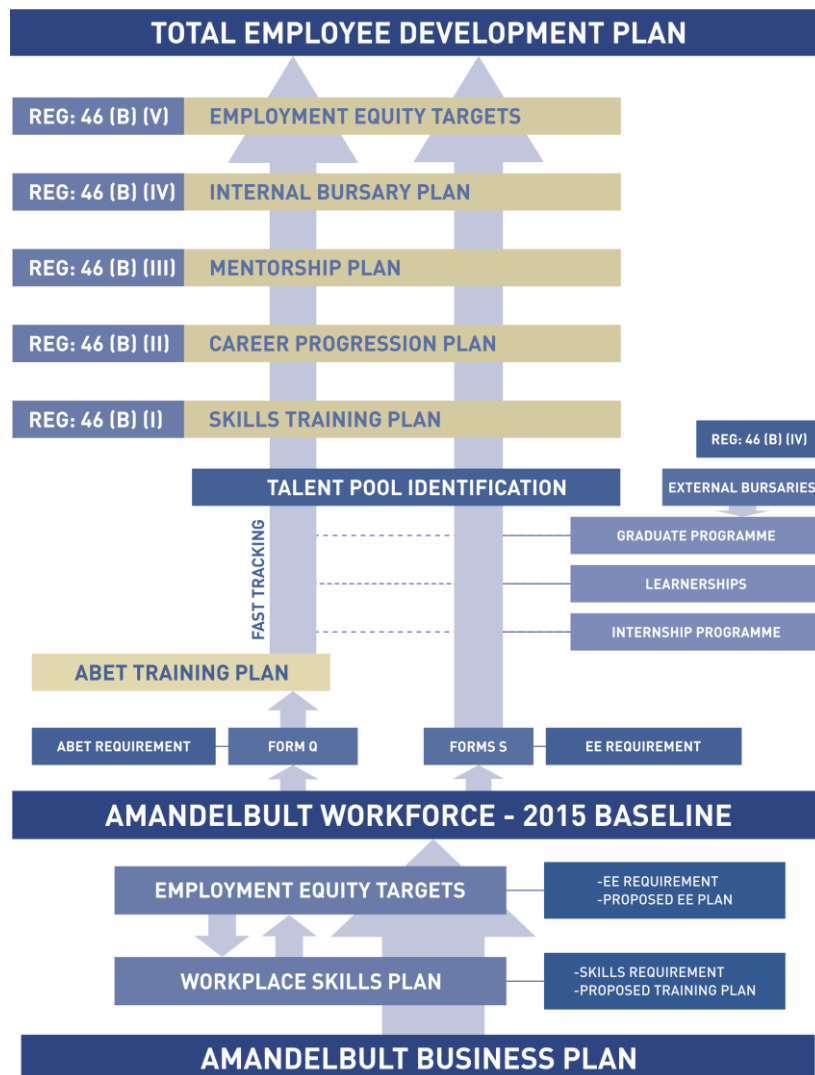 TOTAL EMPLOYEE DEVELOPMENT PLAN
REG: 46 (B) (V)
EMPLOYMENT EQUITY TARGETS
REG: 46 (B) (IV)
INTERNAL BURSARY PLAN
REG: 46 (B) (III)
MENTORSHIP PLAN
REG: 46 (B) (II)
CAREER PROGRESSION PLAN
REG: 46 (B) (I)
SKILLS TRAINING PLAN
REG: 46 (B) (IV)
TALENT POOL IDENTIFICATION
EXTERNAL BURSARIES
FAST TRACKING
GRADUATE PROGRAMME
LEARNERSHIPS
INTERNSHIP PROGRAMME
ABET TRAINING PLAN
ABET REQUIREMENT
FORM Q
FORMS S
EE REQUIREMENT
AMANDELBULT WORKFORCE - 2015 BASELINE
EMPLOYMENT EQUITY TARGETS
-EE REQUIREMENT
-PROPOSED EE PLAN
WORKPLACE SKILLS PLAN
-SKILLS REQUIREMENT
-PROPOSED TRAINING PLAN
AMANDELBULT BUSINESS PLAN